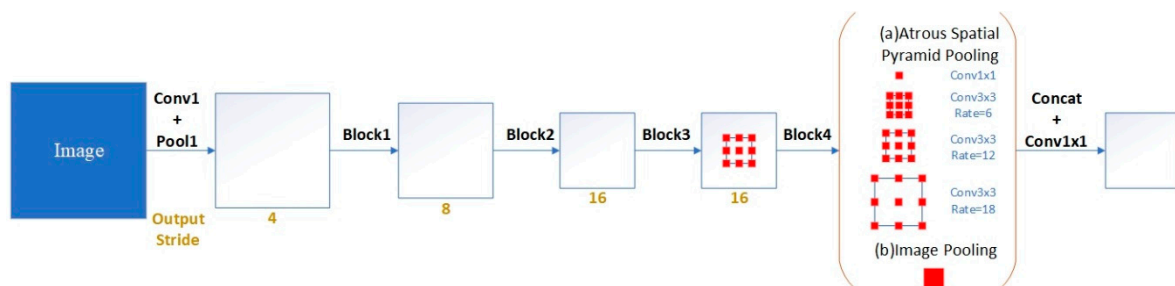 Image
Conv1
+
Pool1
Output
Stride
4
Block1
8
Block2
16
Block3
16
Block4
(a)Atrous Spatial
Pyramid Pooling
Conv1x1
Conv3x3
Rate=6
Conv3x3
Rate=12
Conv3x3
Rate=18
(b)Image Pooling
Concat
+
Conv1x1